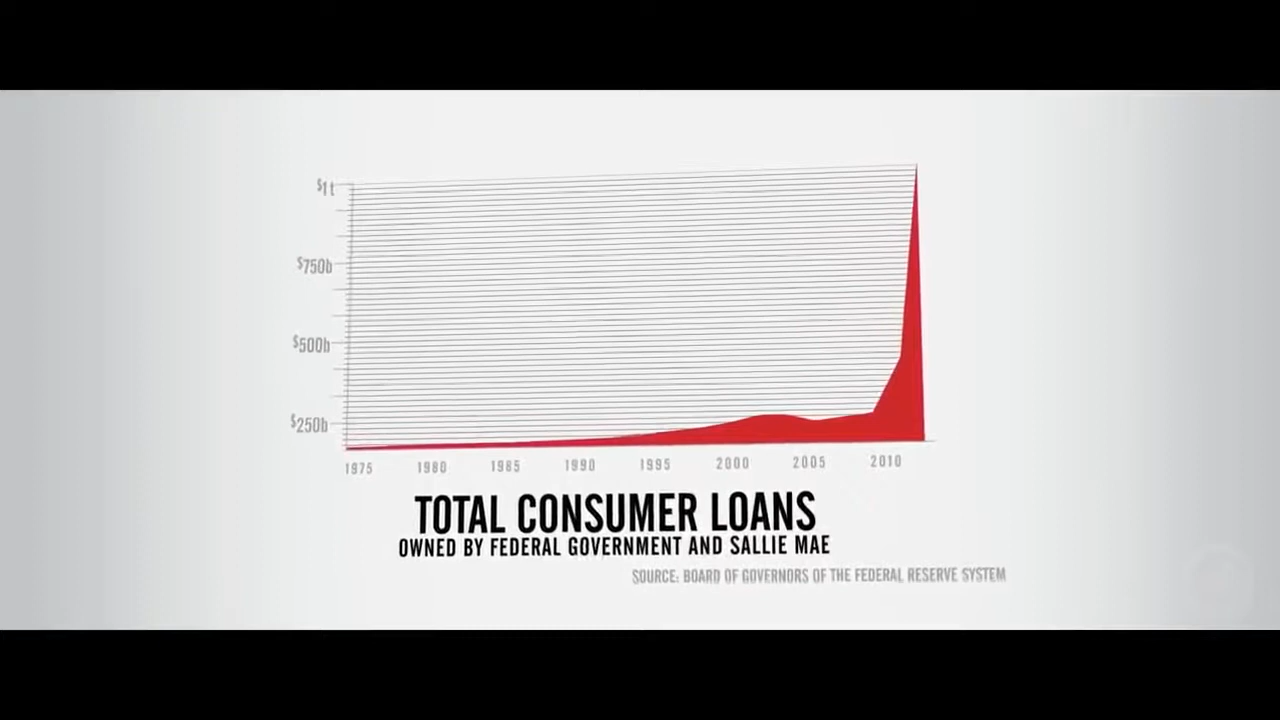 $1t
$750b
$500b
$250b
1975 1980 1985 1990 1995 2000 2005 2010
TOTAL CONSUMER LOANS
OWNED BY FEDERAL GOVERNMENT AND SALLIE MAE
SOURCE: BOARD OF GOVERNORS OF THE FEDERAL RESERVE SYSTEM